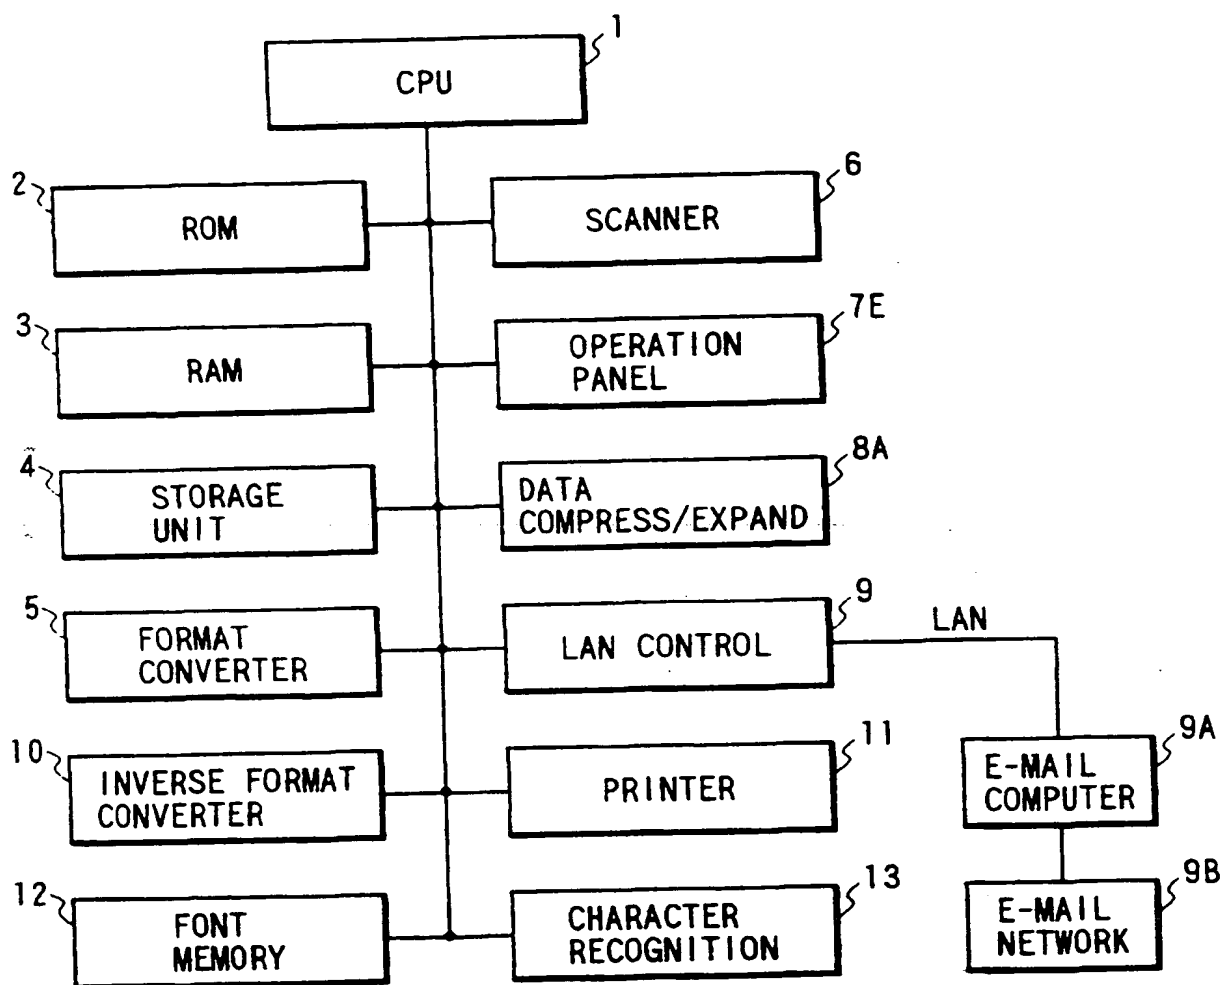 1
CPU
2
ROM
6
SCANNER
3
RAM
7E
OPERATION
PANEL
4
STORAGE
UNIT
8A
DATA
COMPRESS/EXPAND
5
FORMAT
CONVERTER
9
LAN CONTROL
LAN
10
INVERSE FORMAT
CONVERTER
11
PRINTER
9A
E-MAIL
COMPUTER
12
FONT
MEMORY
13
CHARACTER
RECOGNITION
9B
E-MAIL
NETWORK